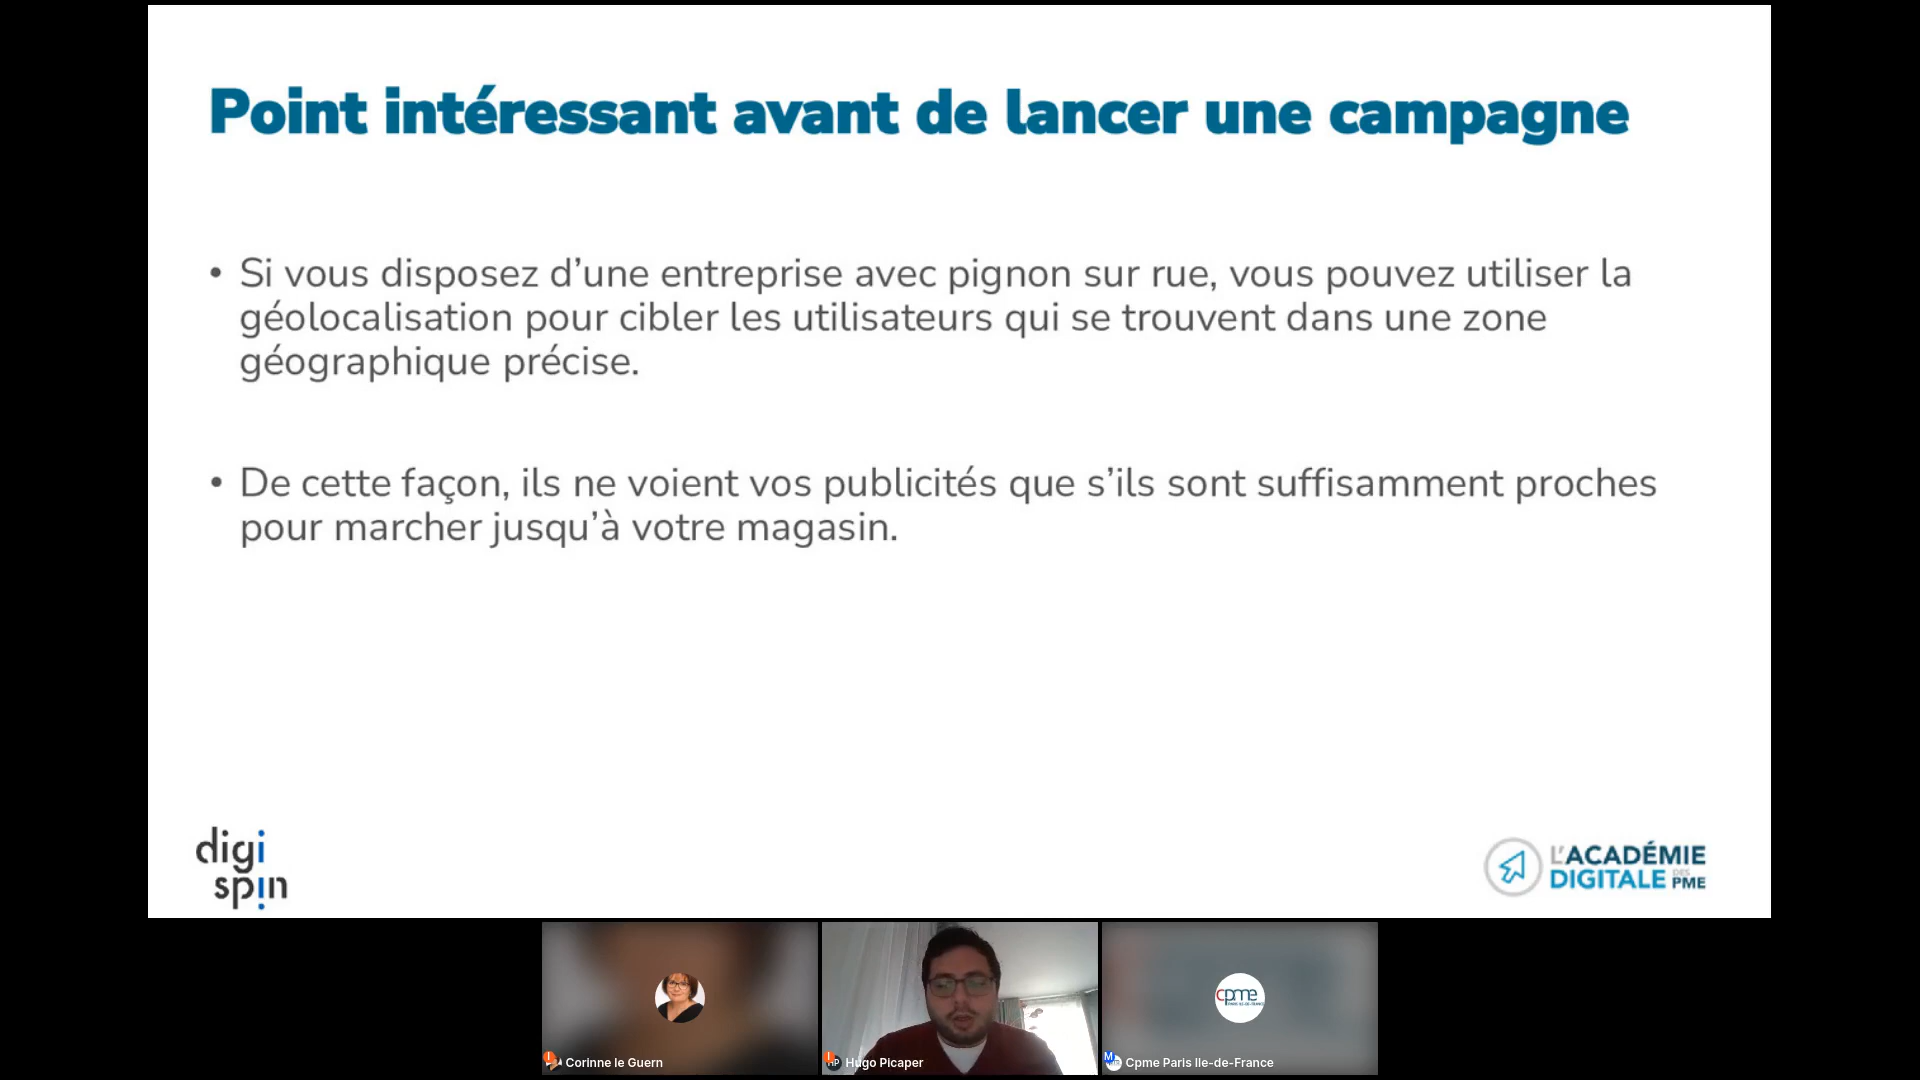 Point intéressant avant de lancer une campagne
• Si vous disposez d’une entreprise avec pignon sur rue, vous pouvez utiliser la
géolocalisation pour cibler les utilisateurs qui se trouvent dans une zone
géographique précise.
• De cette façon, ils ne voient vos publicités que s’ils sont suffisamment proches
pour marcher jusqu’à votre magasin.
digi
spin
L’ACADÉMIE
DIGITALE DES PME
cpme
I
Corinne le Guern
I HP Hugo Picaper
M Cpme Paris Ile-de-France